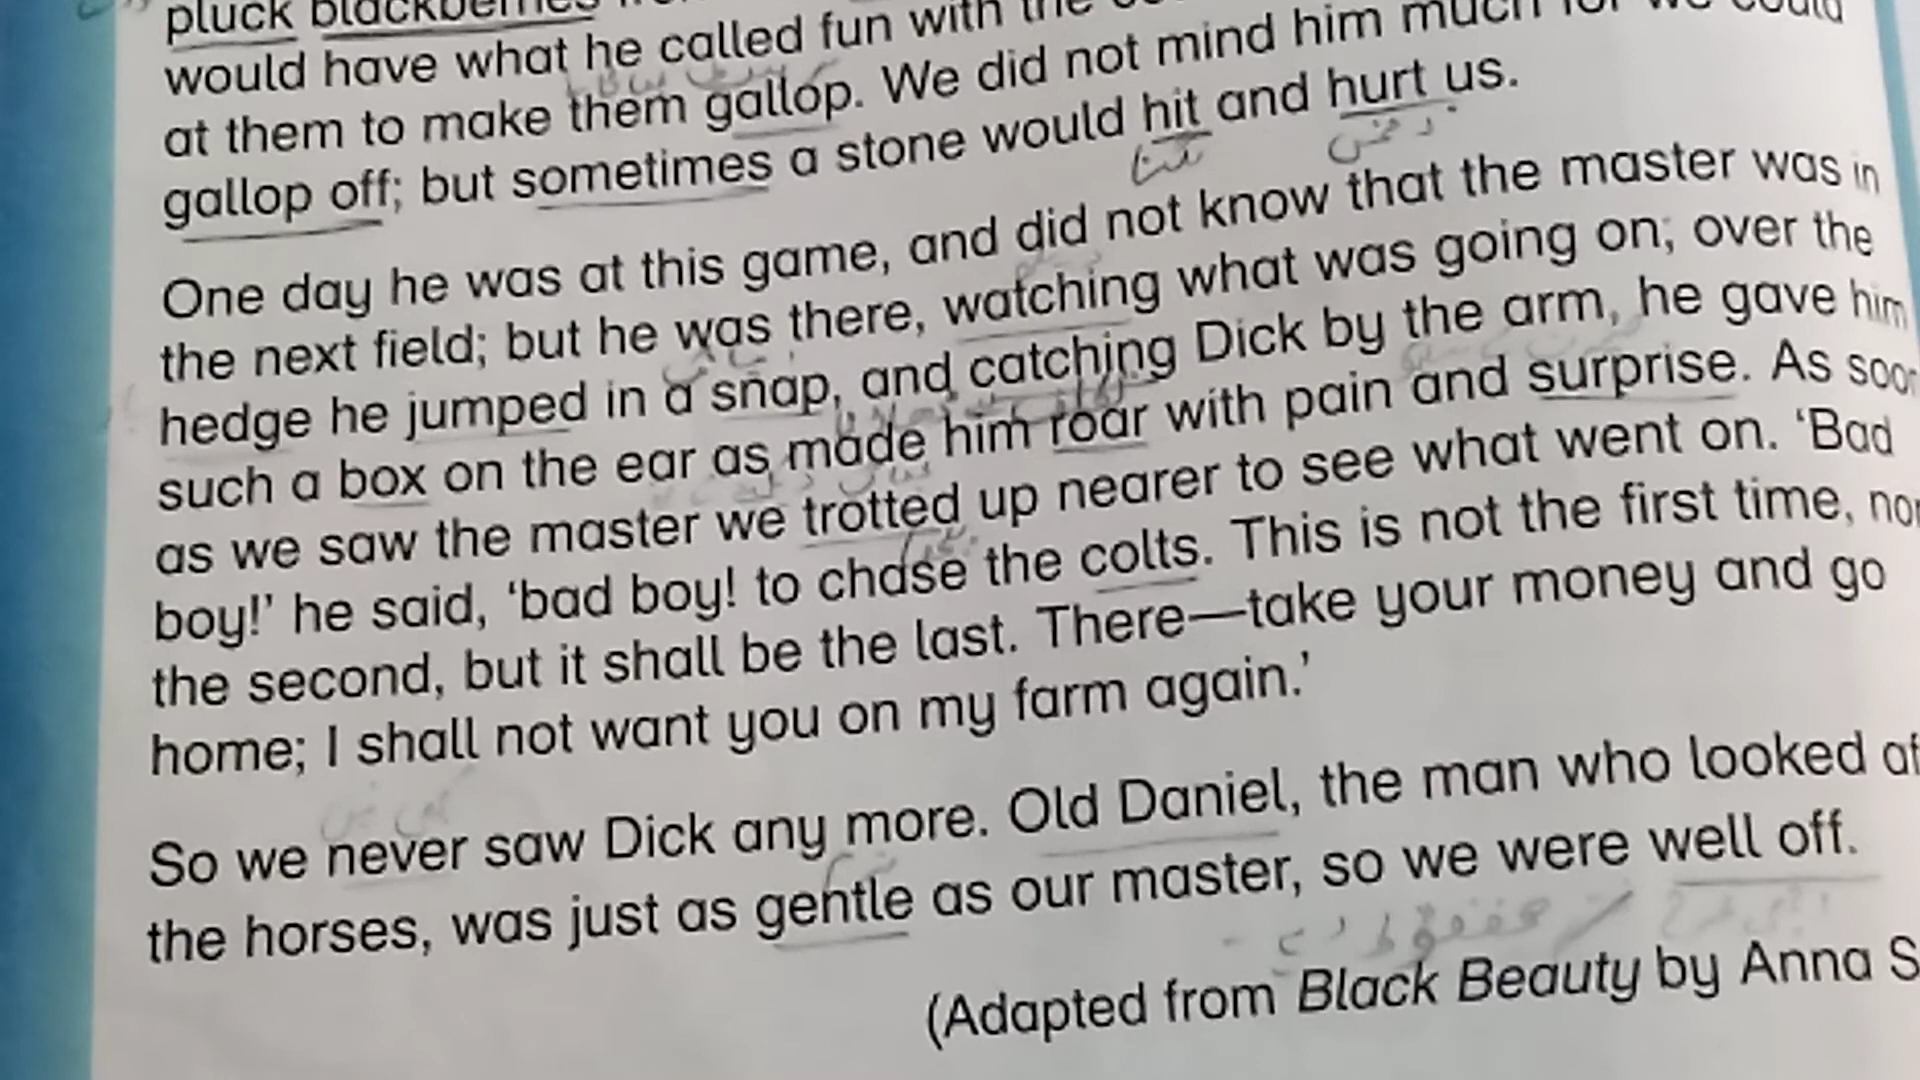 pluck blackberries
would have what he called fun with the
at them to make them gallop. We did not mind him much for we could
gallop off; but sometimes a stone would hit and hurt us.
لگنا
زخمی
One day he was at this game, and did not know that the master was in
the next field; but he was there, watching what was going on; over the
hedge he jumped in a snap, and catching Dick by the arm, he gave him
such a box on the ear as made him roar with pain and surprise. As soon
as we saw the master we trotted up nearer to see what went on. ‘Bad
boy!’ he said, ‘bad boy! to chase the colts. This is not the first time, nor
the second, but it shall be the last. There—take your money and go
home; I shall not want you on my farm again.’
So we never saw Dick any more. Old Daniel, the man who looked af
the horses, was just as gentle as our master, so we were well off.
(Adapted from Black Beauty by Anna S